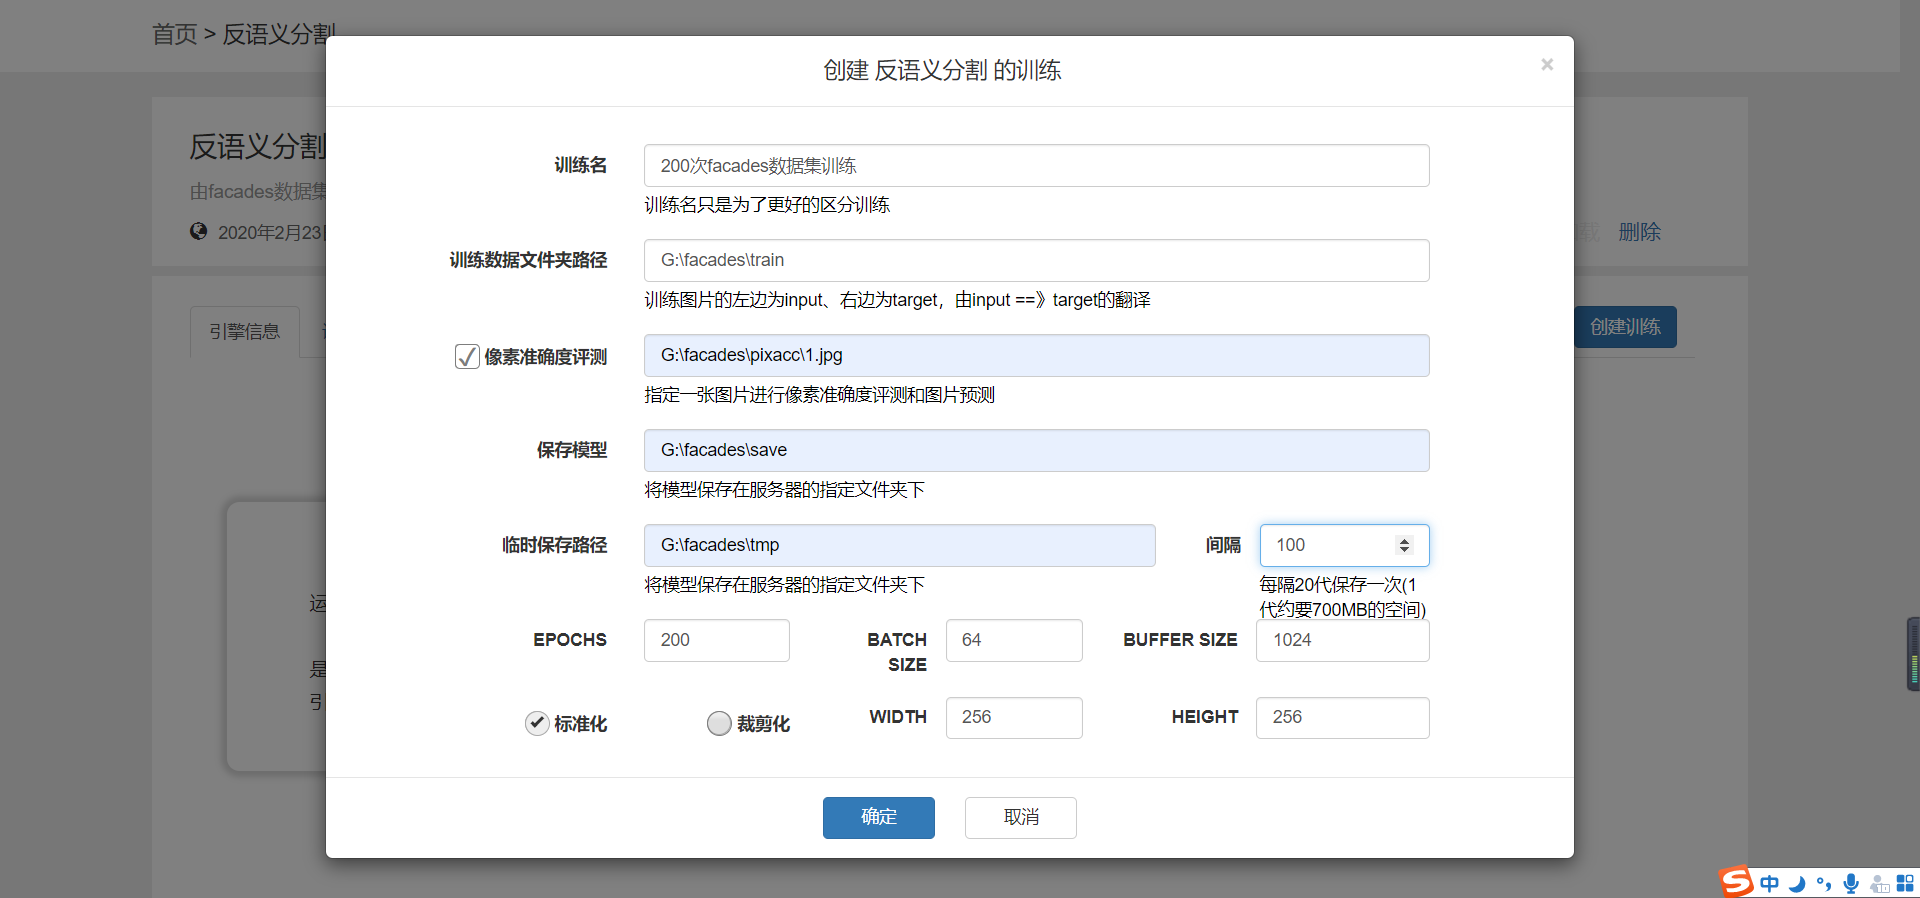 首页 > 反语义分割
创建 反语义分割 的训练
×
反语义分割
由facades数据集
2020年2月23日
删除
引擎信息
创建训练
训练名
200次facades数据集训练
训练名只是为了更好的区分训练
训练数据文件夹路径
G:\facades\train
训练图片的左边为input、右边为target，由input ==》target的翻译
像素准确度评测
G:\facades\pixacc\1.jpg
指定一张图片进行像素准确度评测和图片预测
保存模型
G:\facades\save
将模型保存在服务器的指定文件夹下
临时保存路径
G:\facades\tmp
间隔
100
将模型保存在服务器的指定文件夹下
每隔20代保存一次(1
代约要700MB的空间)
运
是
引
EPOCHS
200
BATCH
SIZE
64
BUFFER SIZE
1024
标准化
裁剪化
WIDTH
256
HEIGHT
256
确定
取消
中